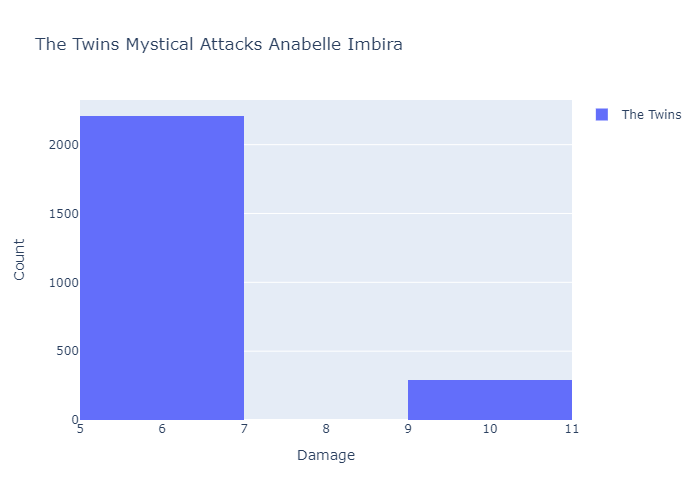 The Twins Mystical Attacks Anabelle Imbira
The Twins
2000
1500
1000
500
0
Count
5 6 7 8 9 10 11
Damage